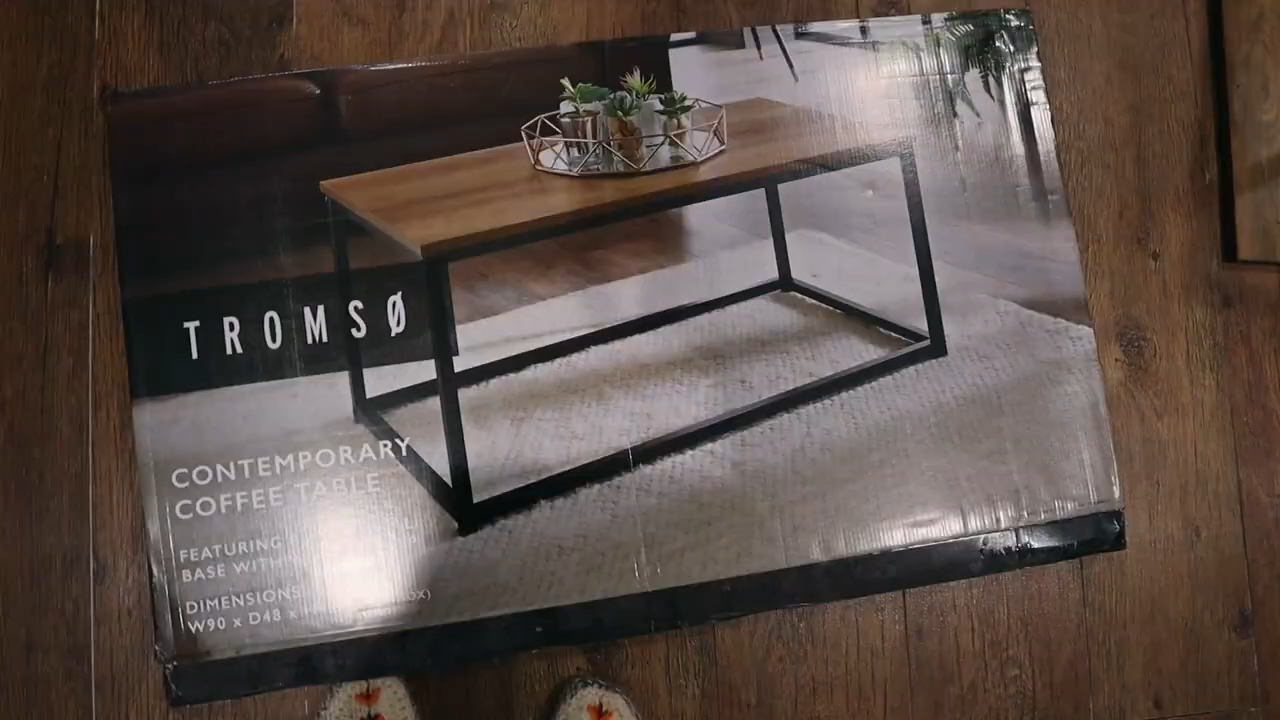 TROMSØ
CONTEMPORARY
COFFEE TABLE
FEATURING
BASE WITH
DIMENSIONS
W90 x D48 x